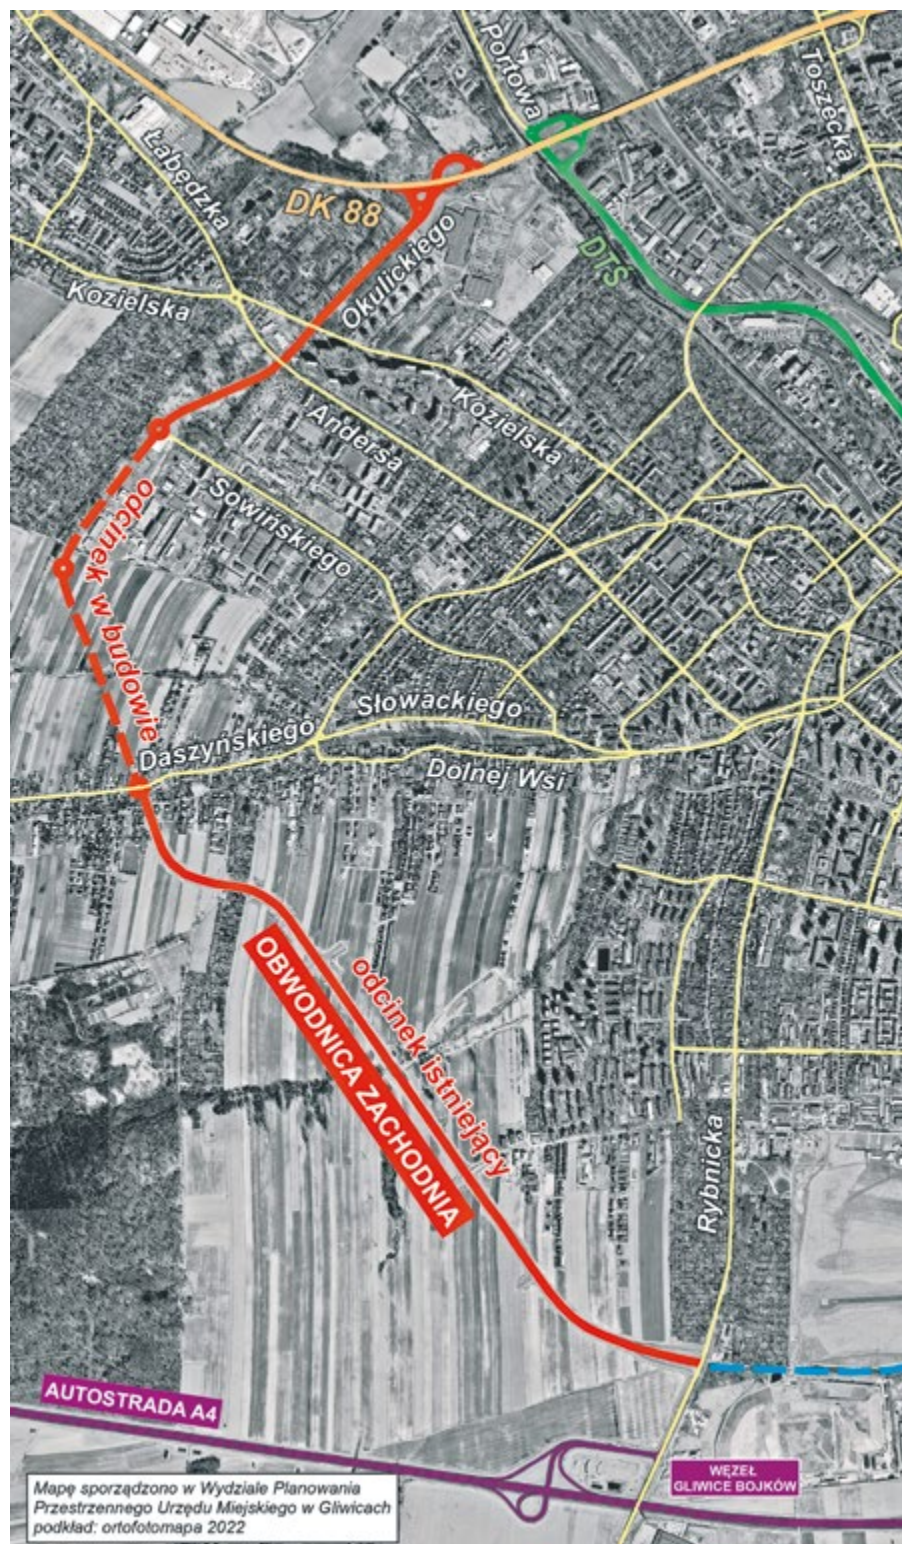 Portowa
Toszecka
Łabędzka
DK 88
Okulickiego
DTŚ
Kozielska
Kozielska
Andersa
Sowińskiego
odcinek w budowie
Słowackiego
Daszyńskiego
Dolnej Wsi
OBWODNICA ZACHODNIA
odcinek istniejący
Rybnicka
AUTOSTRADA A4
WĘZEŁ
GLIWICE BOJKÓW
Mapę sporządzono w Wydziale Planowania
Przestrzennego Urzędu Miejskiego w Gliwicach
podkład: ortofotomapa 2022